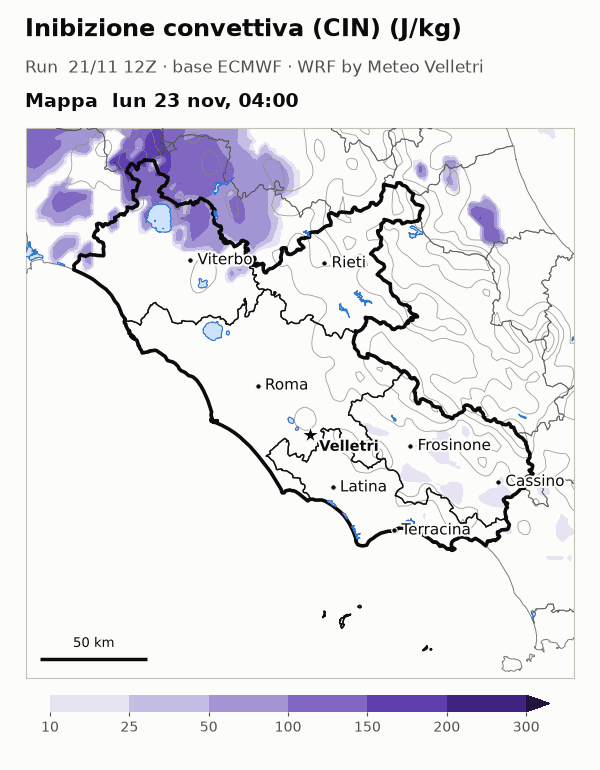 Inibizione convettiva (CIN) (J/kg)
Run  21/11 12Z · base ECMWF · WRF by Meteo Velletri
Mappa  lun 23 nov, 04:00
Viterbo
Rieti
Roma
Velletri
Frosinone
Latina
Cassino
Terracina
50 km
10 25 50 100 150 200 300